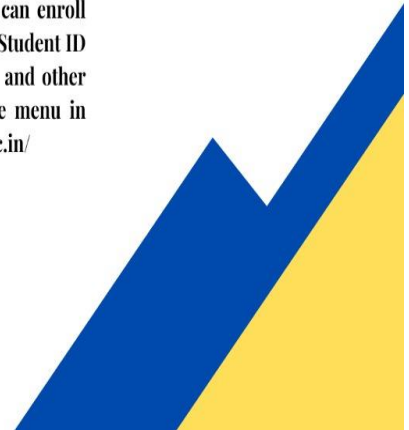 can enroll
Student ID
and other
menu in
.in/